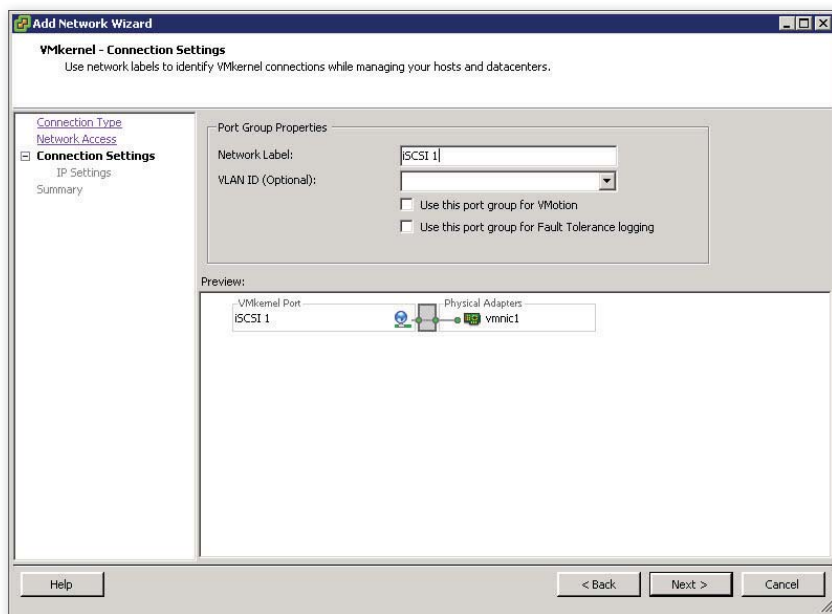 Add Network Wizard
VMkernel - Connection Settings
Use network labels to identify VMkernel connections while managing your hosts and datacenters.
Connection Type
Network Access
Connection Settings
IP Settings
Summary
Port Group Properties
Network Label:
iSCSI 1
VLAN ID (Optional):
Use this port group for VMotion
Use this port group for Fault Tolerance logging
Preview:
VMkernel Port
iSCSI 1
Physical Adapters
vmnic1
Help
< Back
Next >
Cancel